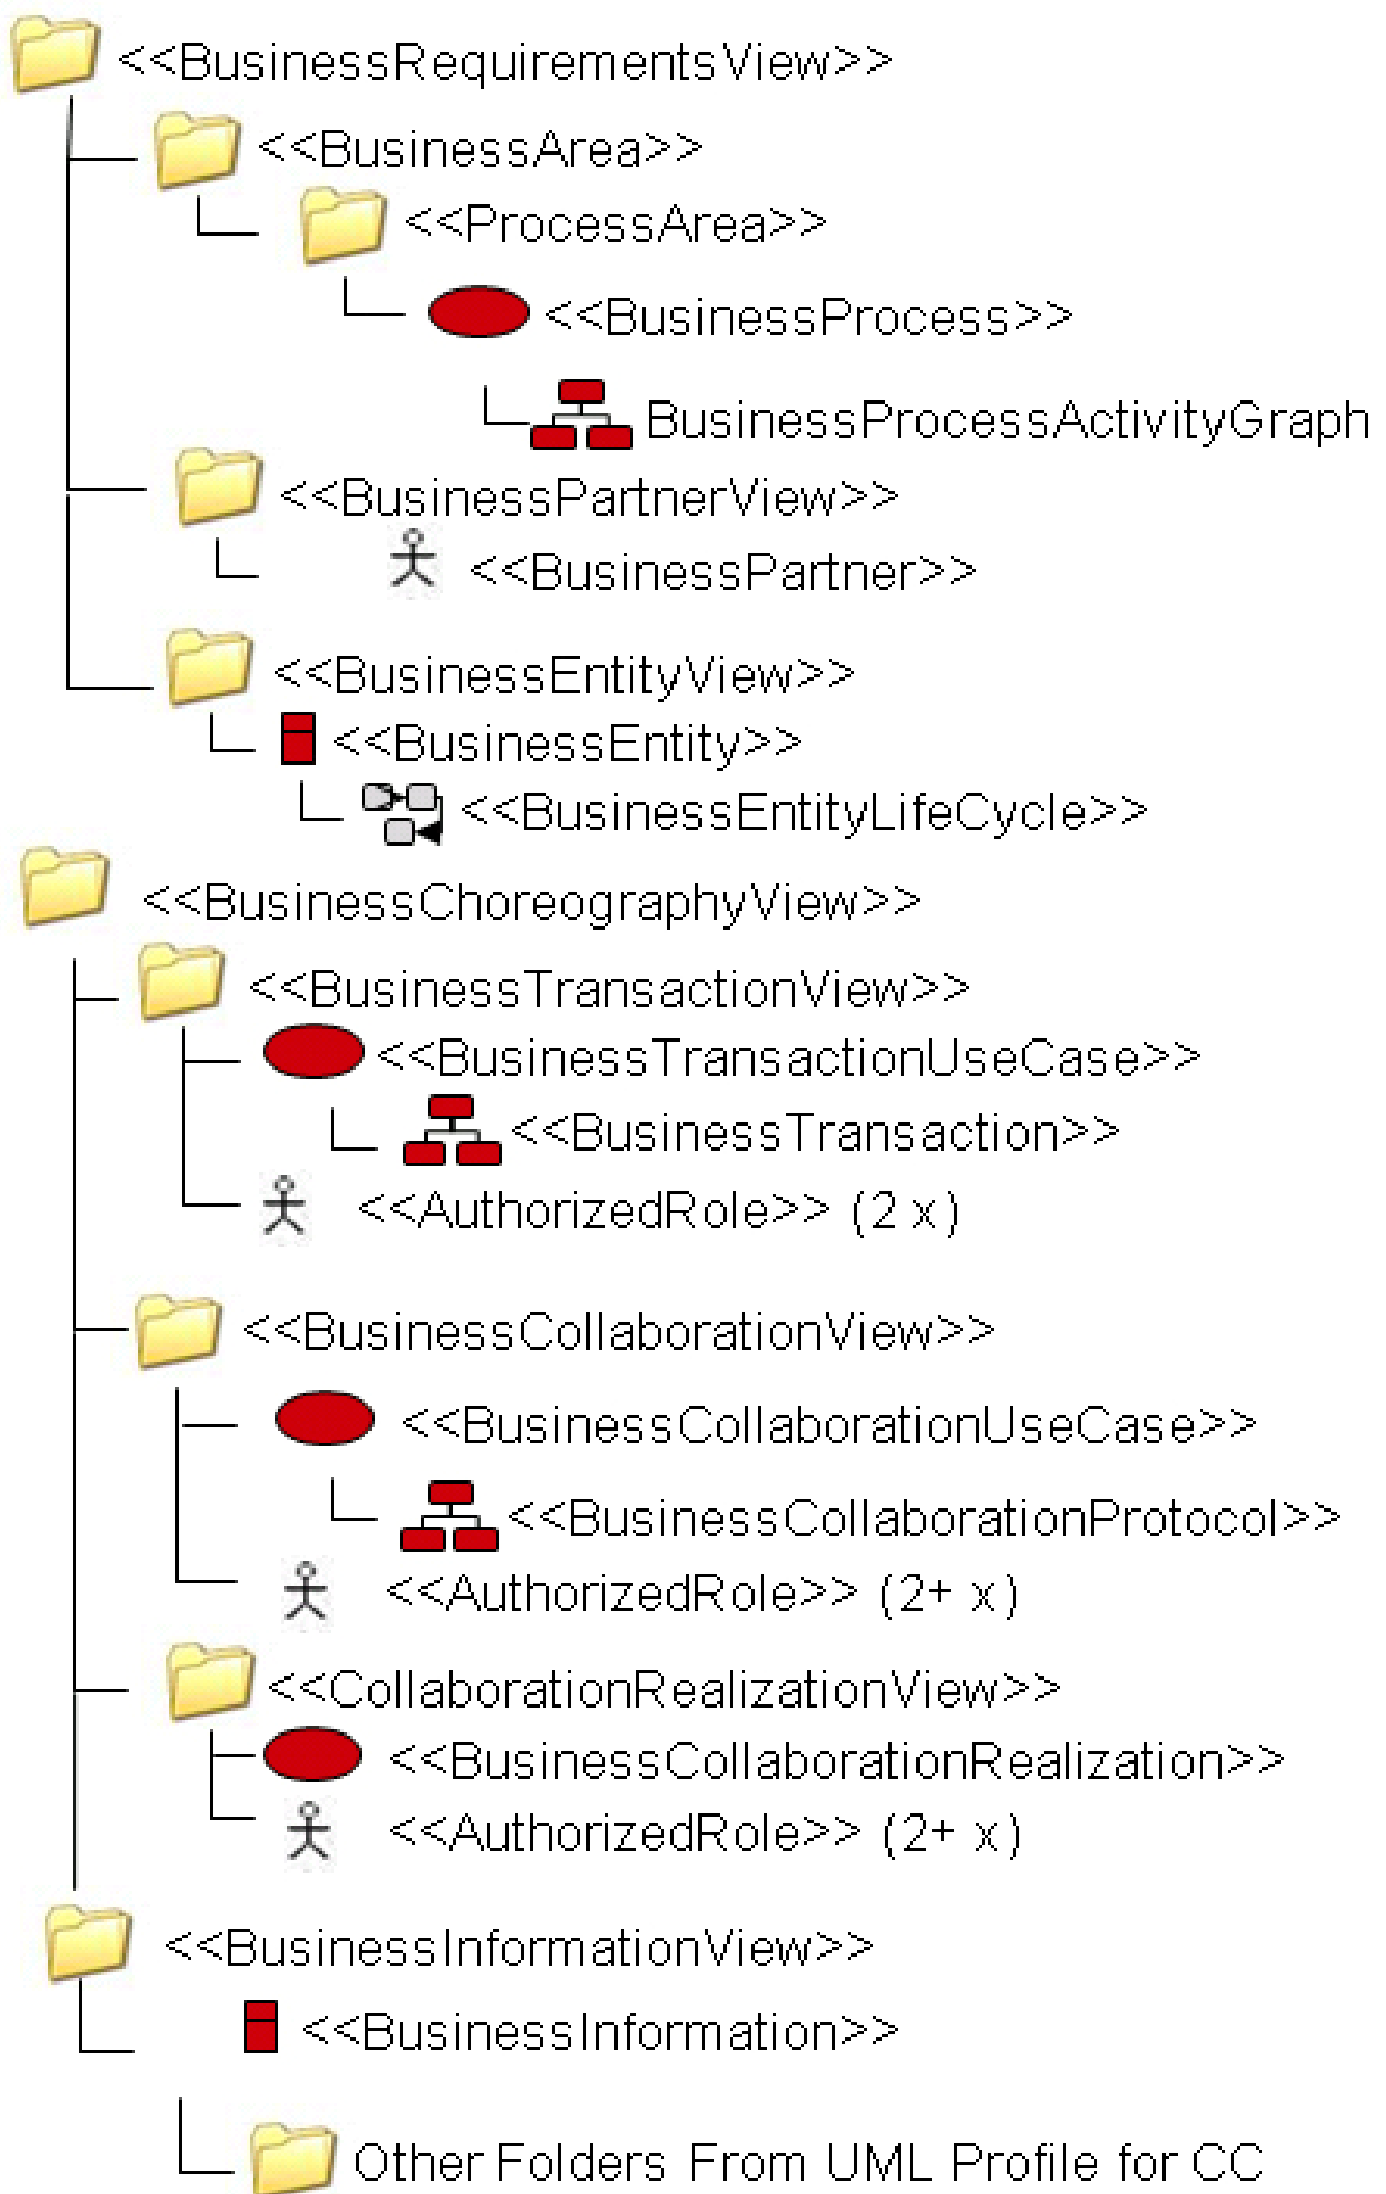 <<BusinessRequirementsView>>
<<BusinessArea>>
<<ProcessArea>>
<<BusinessProcess>>
BusinessProcessActivityGraph
<<BusinessPartnerView>>
<<BusinessPartner>>
<<BusinessEntityView>>
<<BusinessEntity>>
<<BusinessEntityLifeCycle>>
<<BusinessChoreographyView>>
<<BusinessTransactionView>>
<<BusinessTransactionUseCase>>
<<BusinessTransaction>>
<<AuthorizedRole>> (2 x)
<<BusinessCollaborationView>>
<<BusinessCollaborationUseCase>>
<<BusinessCollaborationProtocol>>
<<AuthorizedRole>> (2+ x)
<<CollaborationRealizationView>>
<<BusinessCollaborationRealization>>
<<AuthorizedRole>> (2+ x)
<<BusinessInformationView>>
<<BusinessInformation>>
Other Folders From UML Profile for CC